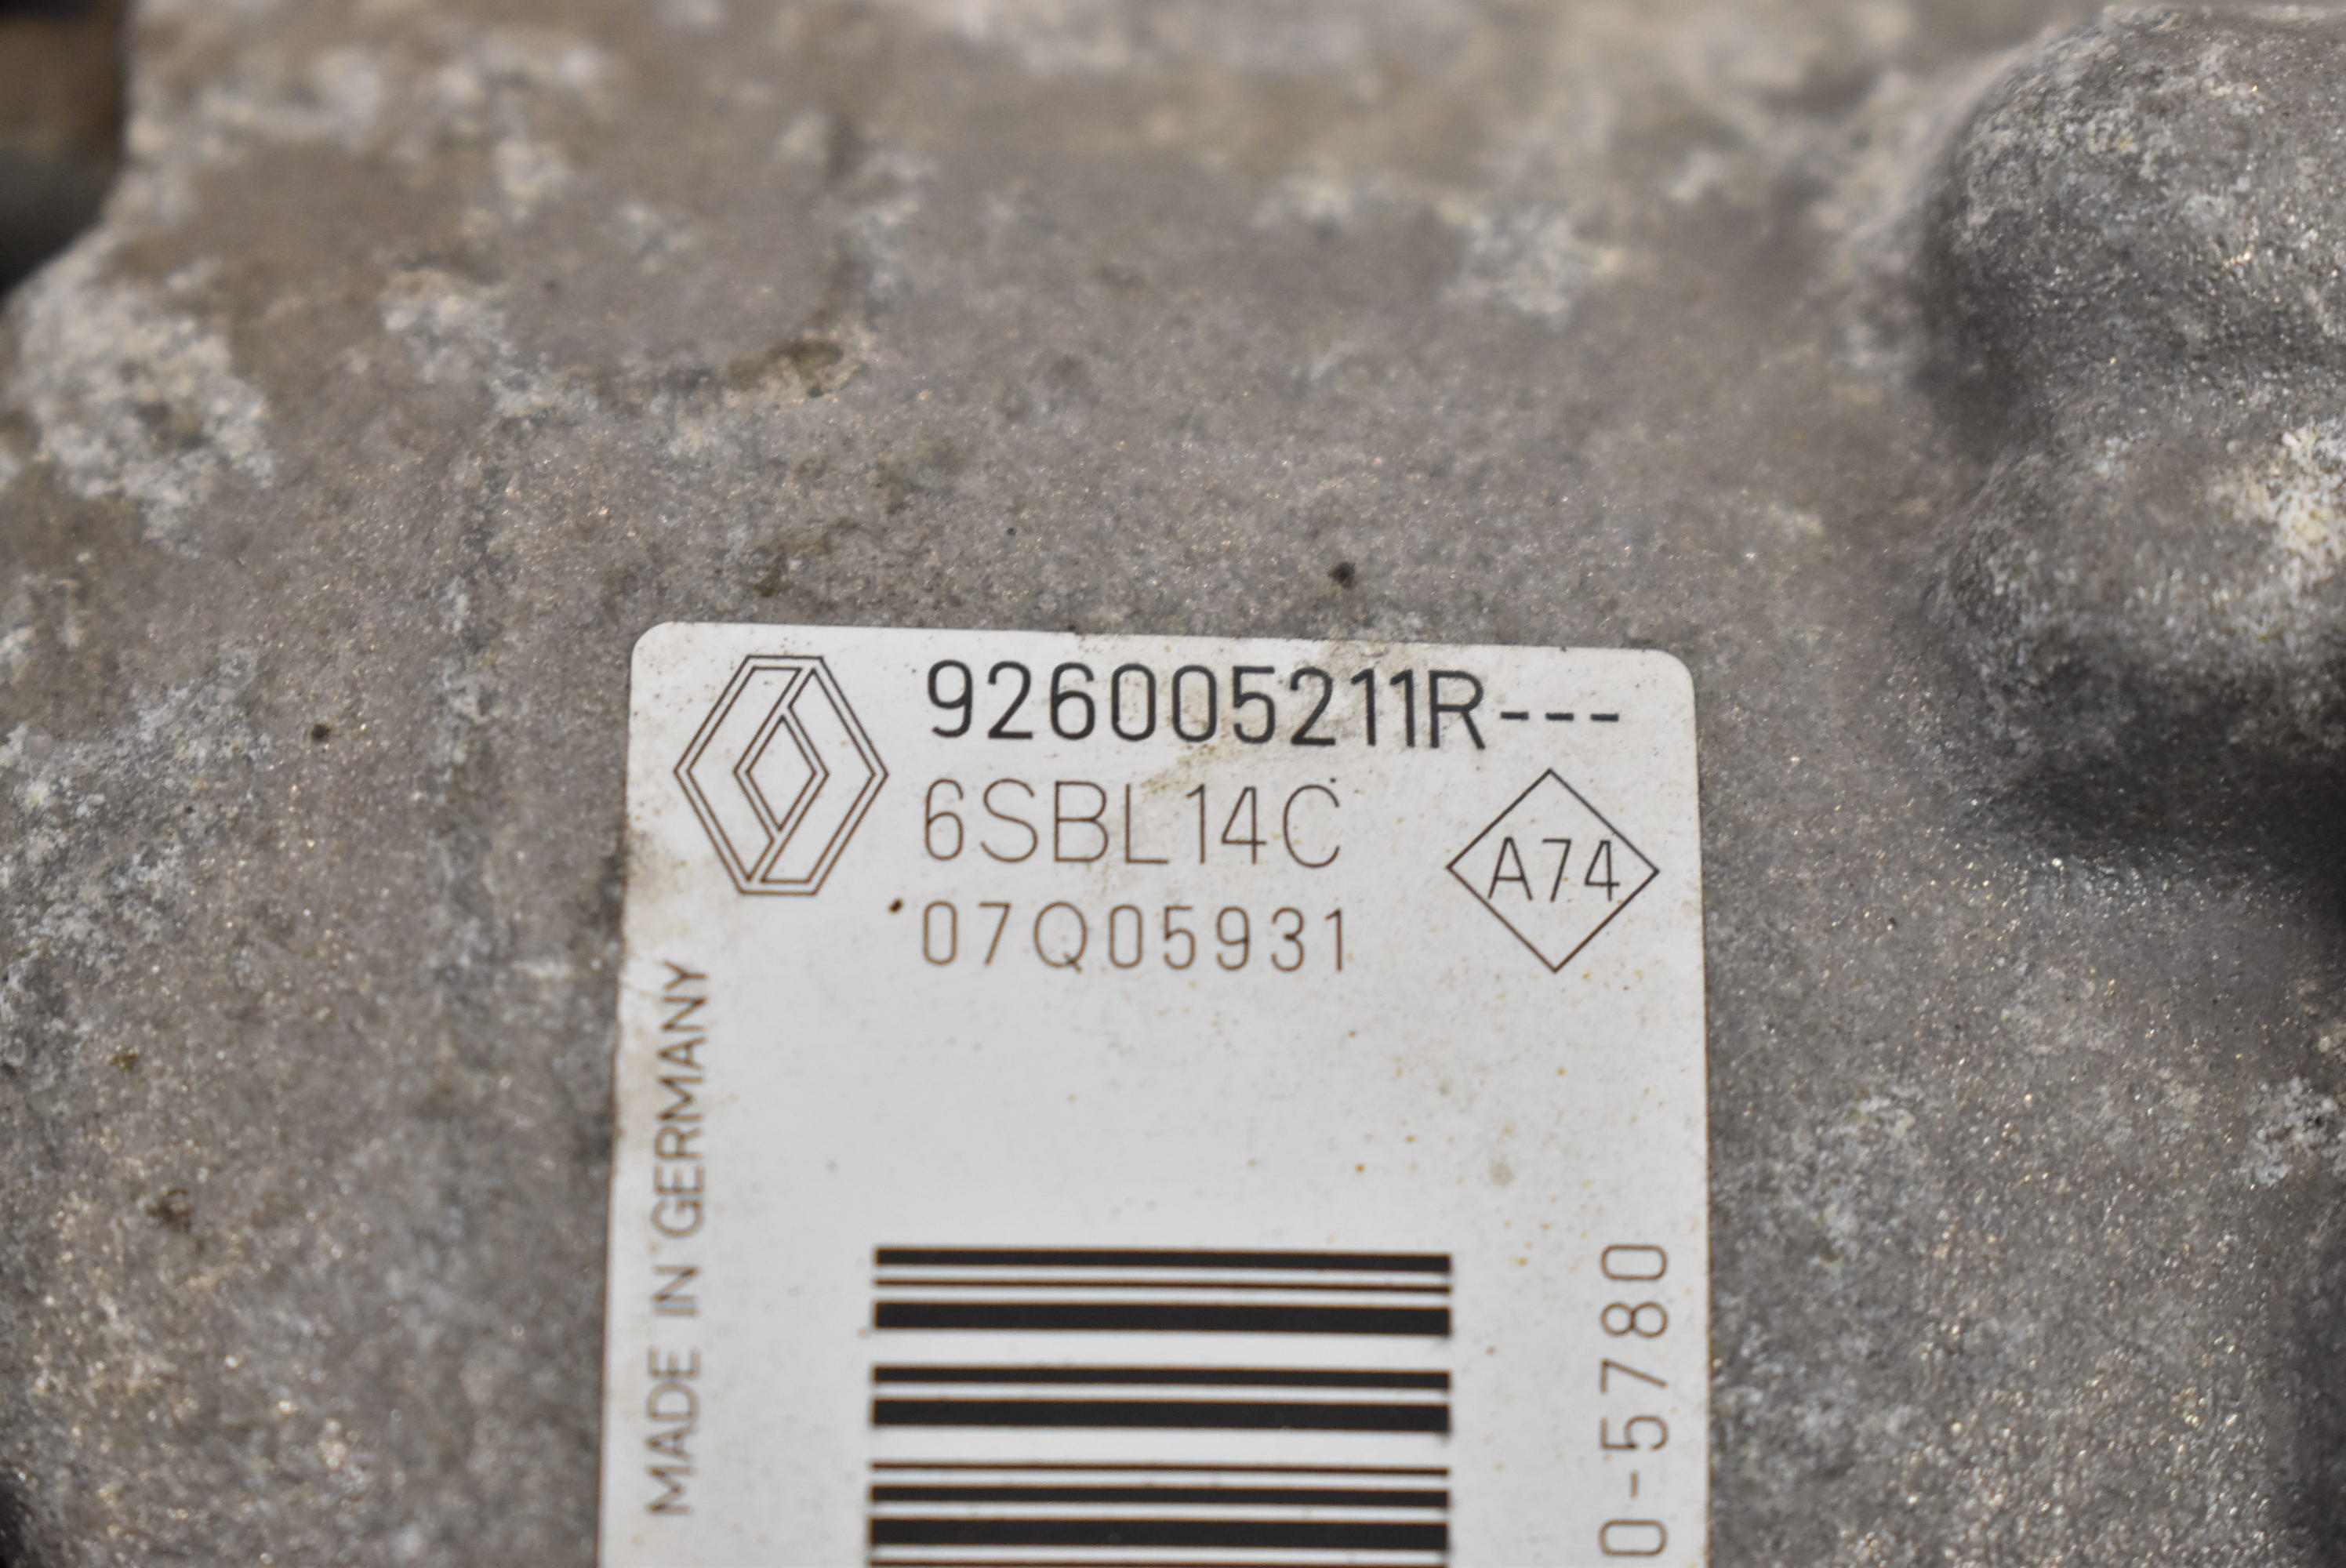 926005211R---
6SBL14C
A74
07Q05931
MADE IN GERMANY
0-5780